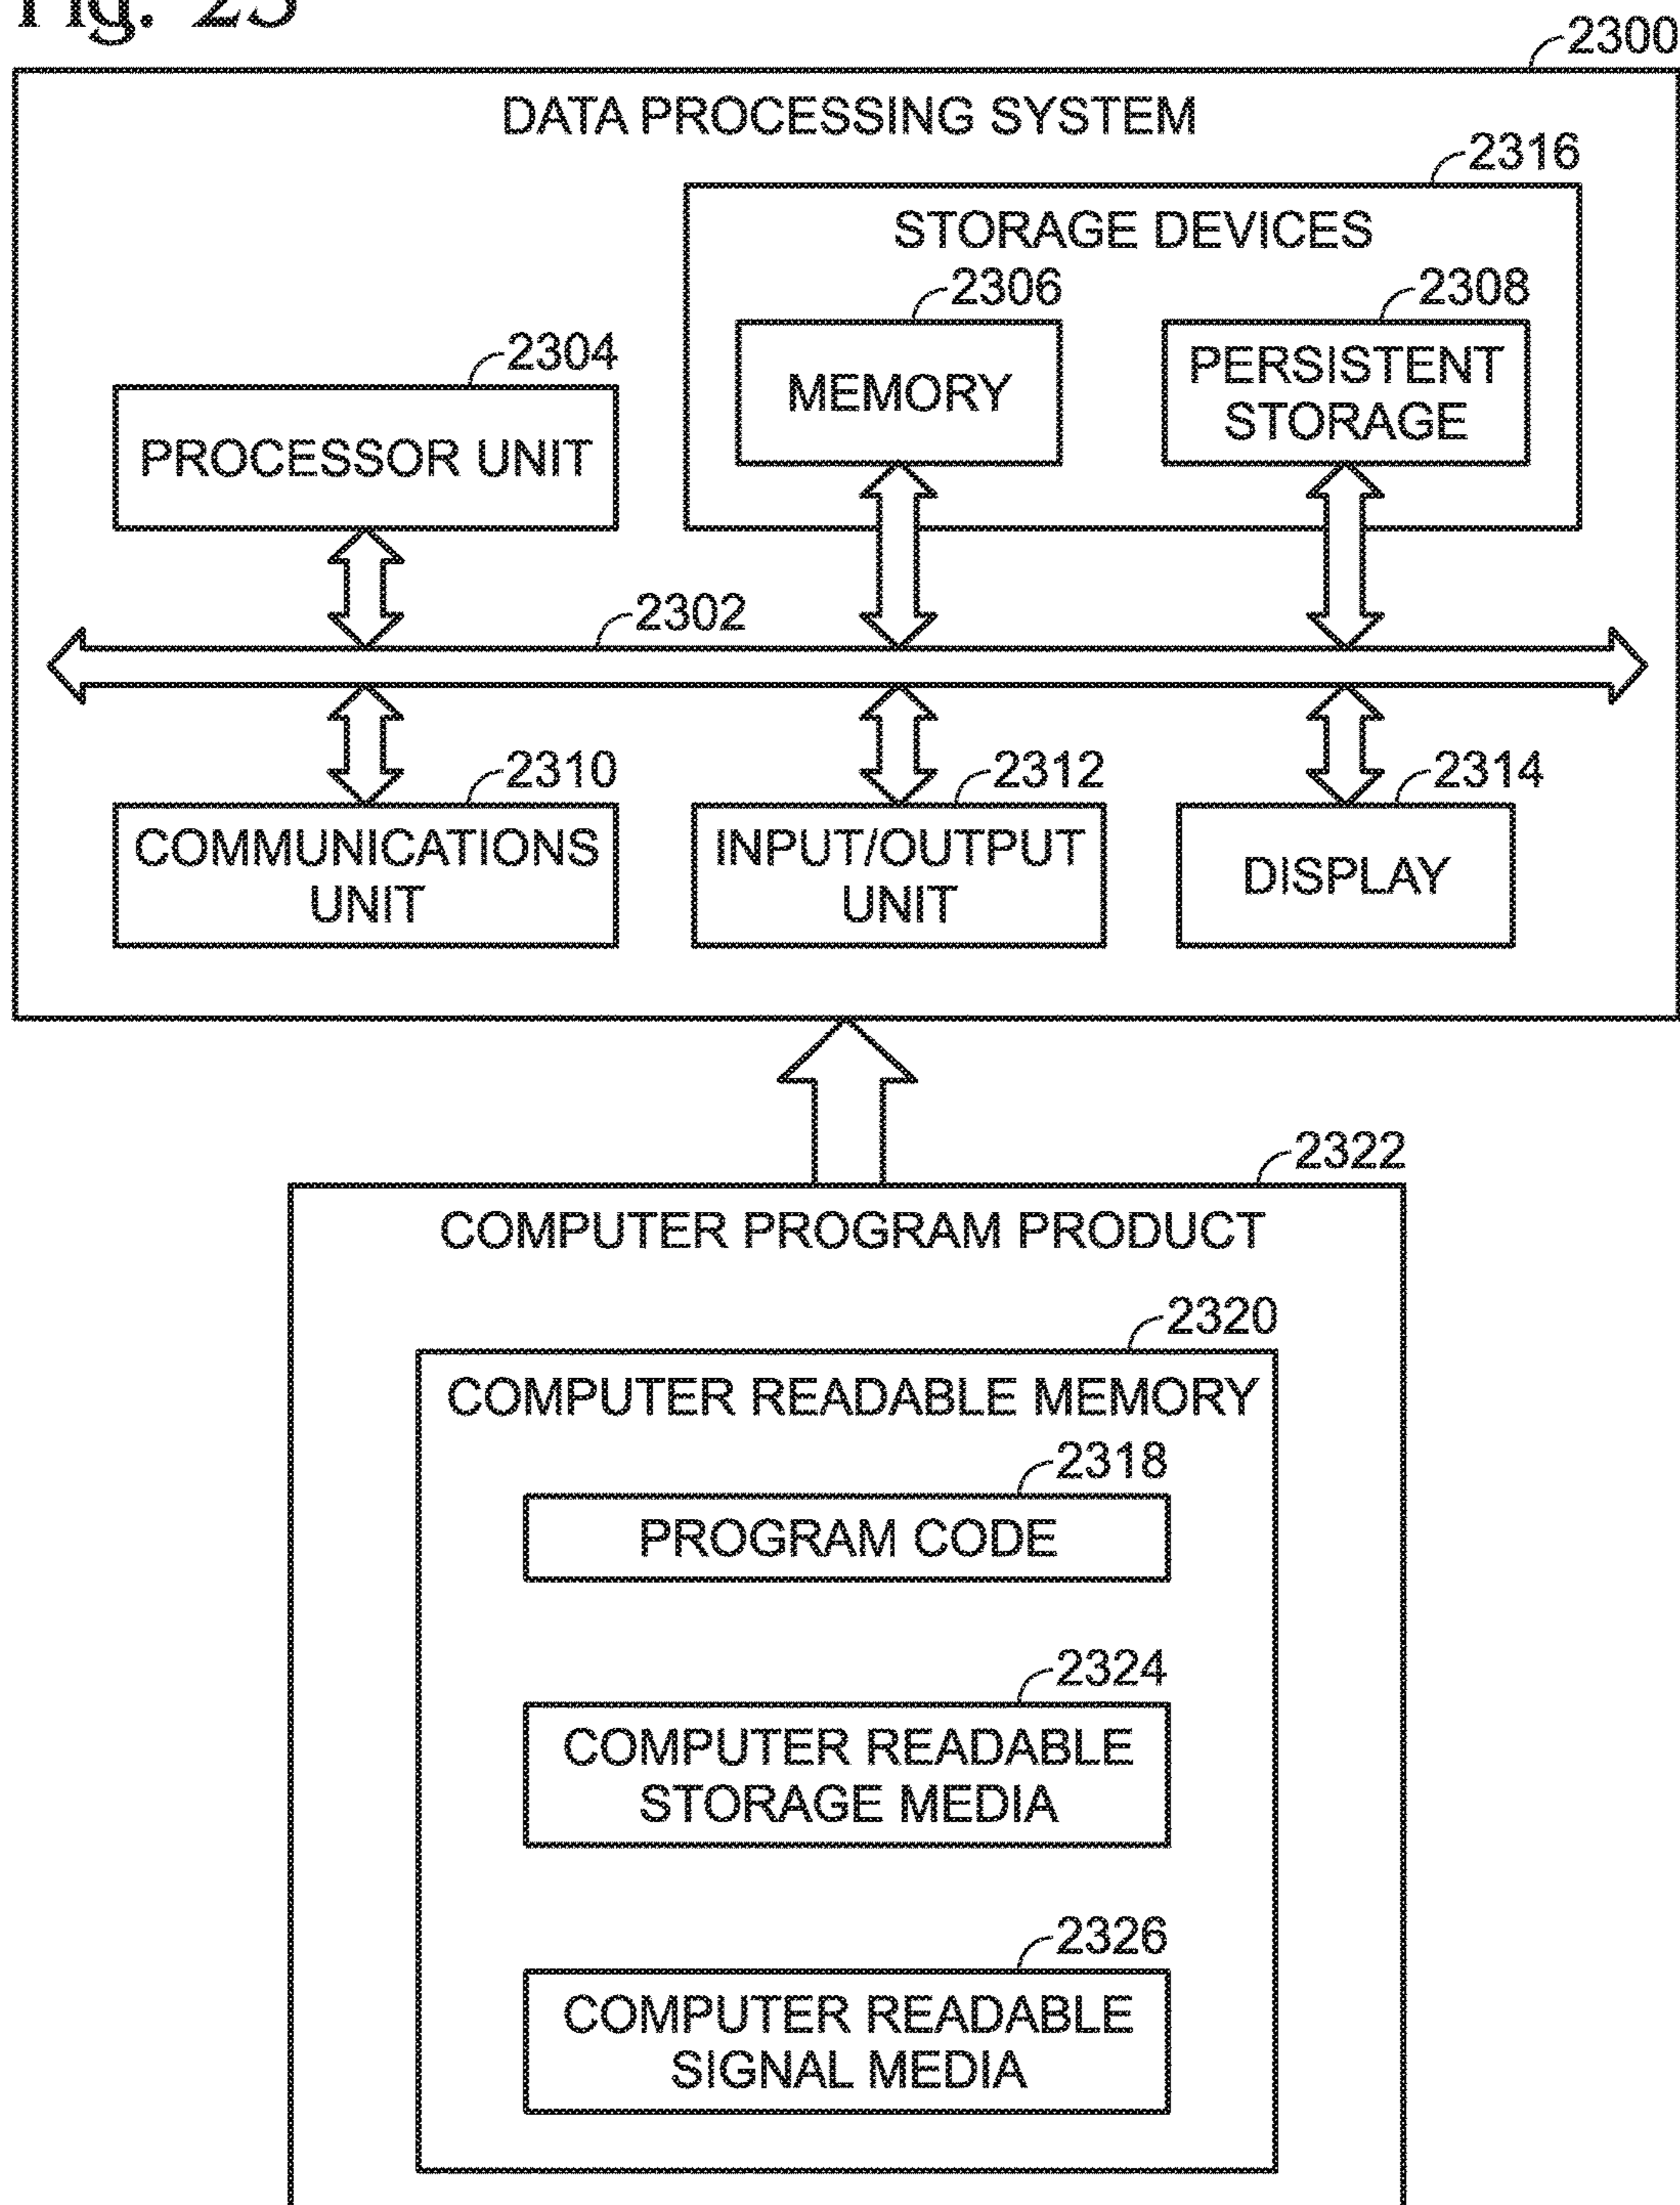 Fig. 23
2300
DATA PROCESSING SYSTEM
2316
STORAGE DEVICES
2306
2308
2304
MEMORY
PERSISTENT
STORAGE
PROCESSOR UNIT
2302
2310
2312
2314
COMMUNICATIONS
UNIT
INPUT/OUTPUT
UNIT
DISPLAY
2322
COMPUTER PROGRAM PRODUCT
2320
COMPUTER READABLE MEMORY
2318
PROGRAM CODE
2324
COMPUTER READABLE
STORAGE MEDIA
2326
COMPUTER READABLE
SIGNAL MEDIA